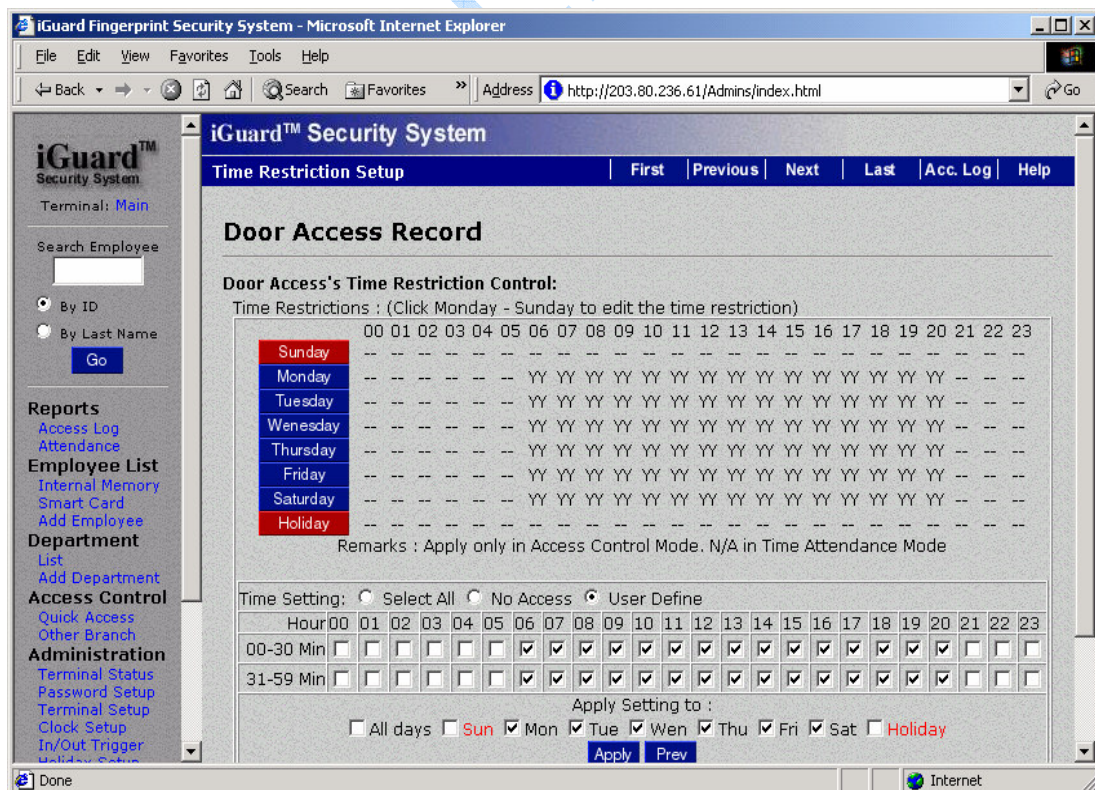 iGuard Fingerprint Security System - Microsoft Internet Explorer
File Edit View Favorites Tools Help
Back Search Favorites » Address http://203.80.236.61/Admins/index.html Go
iGuard™
Security System
Terminal: Main
Search Employee
By ID
By Last Name
Go
Reports
Access Log
Attendance
Employee List
Internal Memory
Smart Card
Add Employee
Department
List
Add Department
Access Control
Quick Access
Other Branch
Administration
Terminal Status
Password Setup
Terminal Setup
Clock Setup
In/Out Trigger
Holiday Setup
iGuard™ Security System
Time Restriction Setup | First | Previous | Next | Last | Acc. Log | Help
Door Access Record
Door Access's Time Restriction Control:
Time Restrictions : (Click Monday - Sunday to edit the time restriction)
00 01 02 03 04 05 06 07 08 09 10 11 12 13 14 15 16 17 18 19 20 21 22 23
Sunday -- -- -- -- -- -- -- -- -- -- -- -- -- -- -- -- -- -- -- -- -- -- -- --
Monday -- -- -- -- -- -- YY YY YY YY YY YY YY YY YY YY YY YY YY YY YY -- -- --
Tuesday -- -- -- -- -- -- YY YY YY YY YY YY YY YY YY YY YY YY YY YY YY -- -- --
Wenesday -- -- -- -- -- -- YY YY YY YY YY YY YY YY YY YY YY YY YY YY YY -- -- --
Thursday -- -- -- -- -- -- YY YY YY YY YY YY YY YY YY YY YY YY YY YY YY -- -- --
Friday -- -- -- -- -- -- YY YY YY YY YY YY YY YY YY YY YY YY YY YY YY -- -- --
Saturday -- -- -- -- -- -- YY YY YY YY YY YY YY YY YY YY YY YY YY YY YY -- -- --
Holiday -- -- -- -- -- -- -- -- -- -- -- -- -- -- -- -- -- -- -- -- -- -- -- --
Remarks : Apply only in Access Control Mode. N/A in Time Attendance Mode
Time Setting: Select All No Access User Define
Hour 00 01 02 03 04 05 06 07 08 09 10 11 12 13 14 15 16 17 18 19 20 21 22 23
00-30 Min
31-59 Min
Apply Setting to :
All days Sun Mon Tue Wen Thu Fri Sat Holiday
Apply Prev
Done Internet